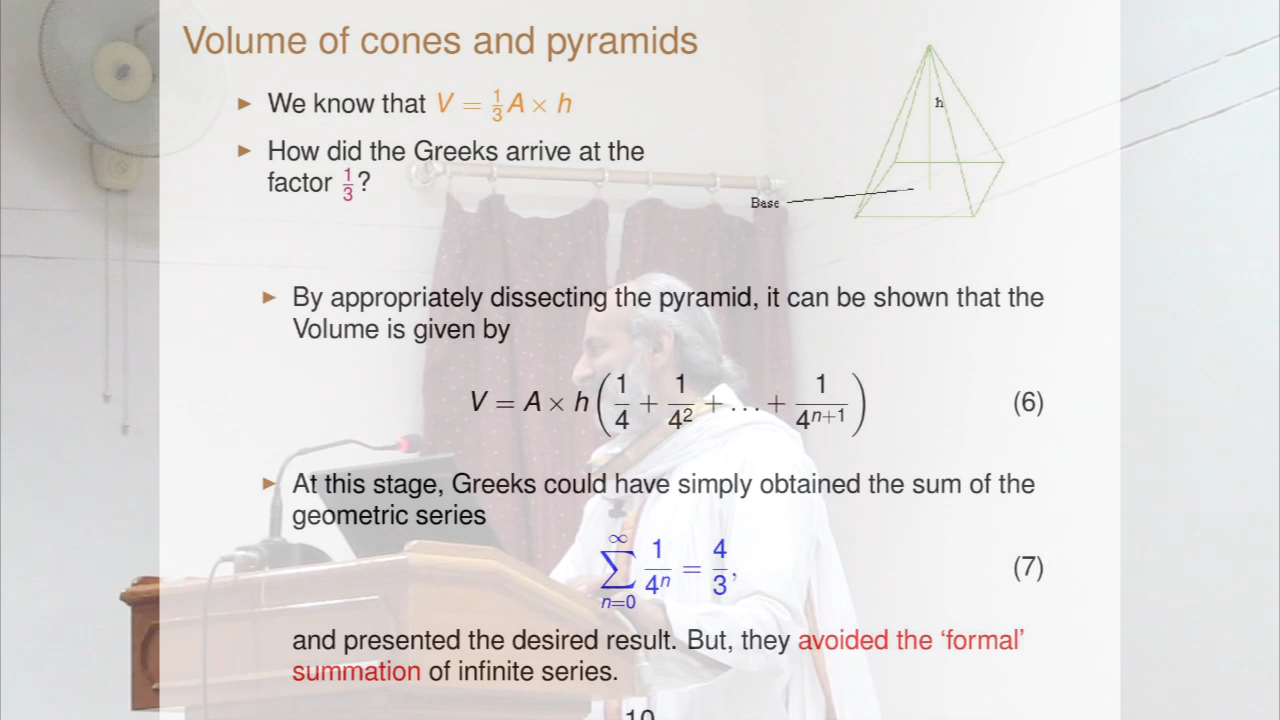 Volume of cones and pyramids
► We know that V = 1/3 A × h
► How did the Greeks arrive at the
factor 1/3?
h
Base
► By appropriately dissecting the pyramid, it can be shown that the
Volume is given by
V = A × h (1/4 + 1/4² + … + 1/4ⁿ⁺¹) (6)
► At this stage, Greeks could have simply obtained the sum of the
geometric series
∑_{n=0}^{∞} 1/4ⁿ = 4/3, (7)
and presented the desired result. But, they avoided the ‘formal’
summation of infinite series.
10